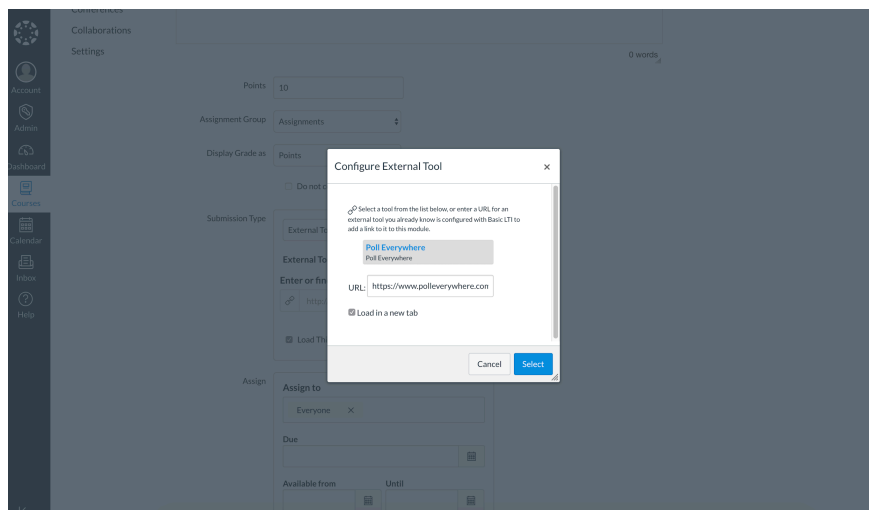 Conferences
Collaborations
Settings
0 words
Account
Admin
Dashboard
Courses
Calendar
Inbox
Help
Points
10
Assignment Group
Assignments
Display Grade as
Points
Do not c
Submission Type
External To
External To
Enter or fin
http:
Load Thi
Configure External Tool
×
Select a tool from the list below, or enter a URL for an
external tool you already know is configured with Basic LTI to
add a link to it to this module.
Poll Everywhere
Poll Everywhere
URL: https://www.polleverywhere.con
Load in a new tab
Cancel Select
Assign
Assign to
Everyone X
Due
Available from Until